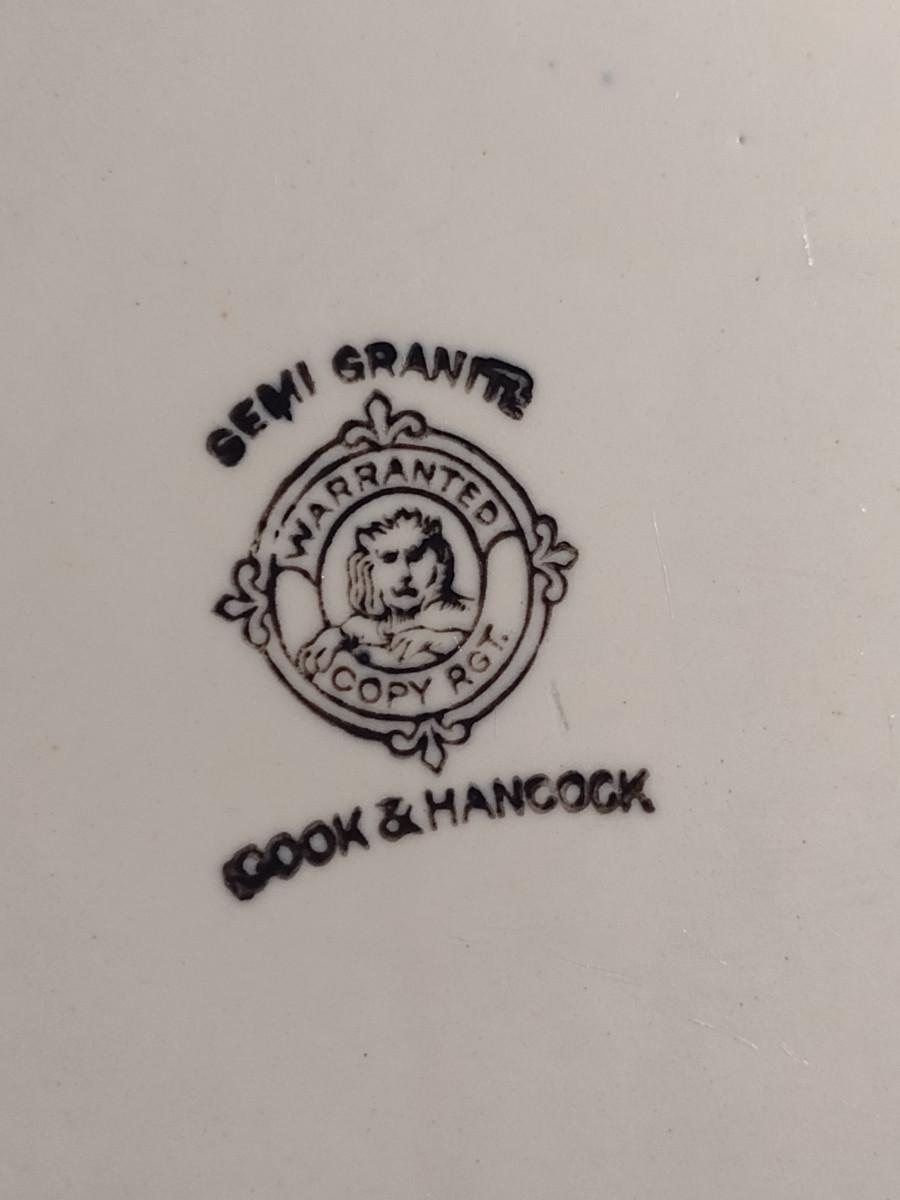 SEMI GRANITE
WARRANTED
COPY RGT.
COOK & HANCOCK